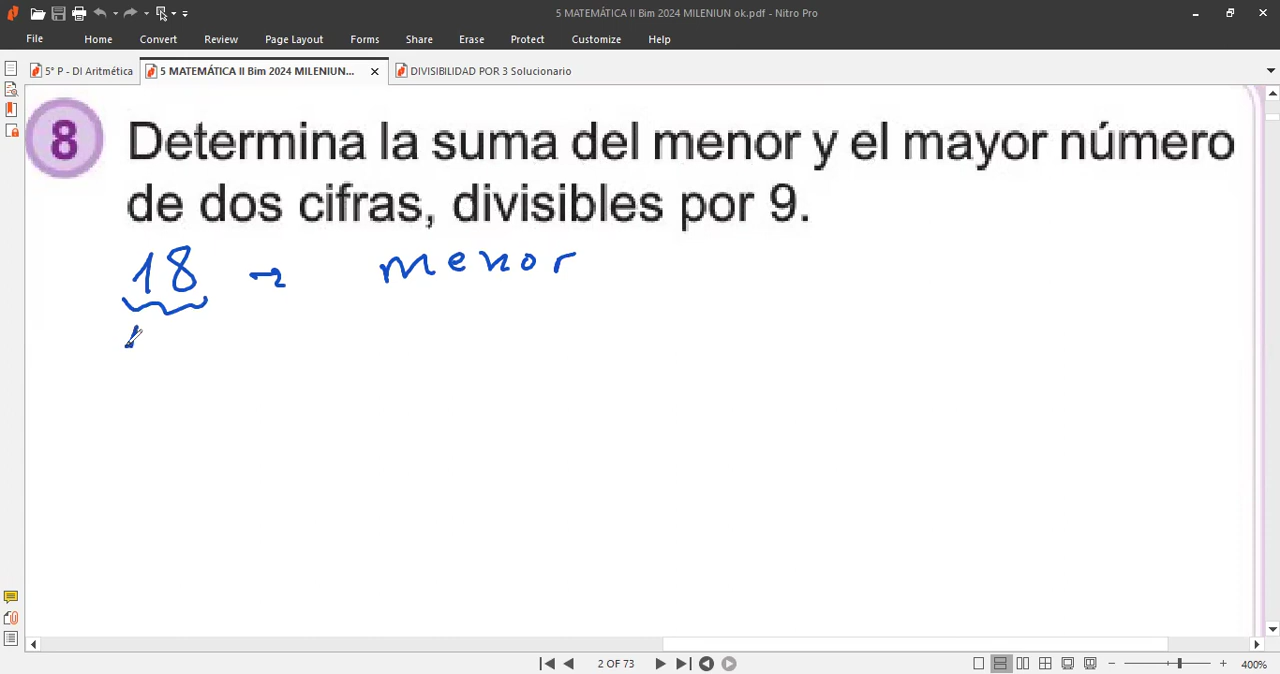 5 MATEMÁTICA II Bim 2024 MILENIUN ok.pdf - Nitro Pro
File Home Convert Review Page Layout Forms Share Erase Protect Customize Help
5° P - DI Aritmética 5 MATEMÁTICA II Bim 2024 MILENIUN... DIVISIBILIDAD POR 3 Solucionario
8 Determina la suma del menor y el mayor número
de dos cifras, divisibles por 9.
18 → menor
2 OF 73 400%